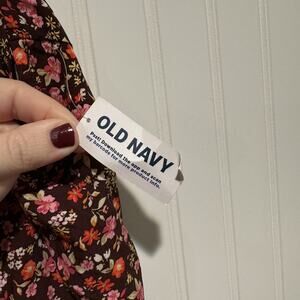 OLD NAVY
Psst! Download the app and scan
my barcode for more product info.